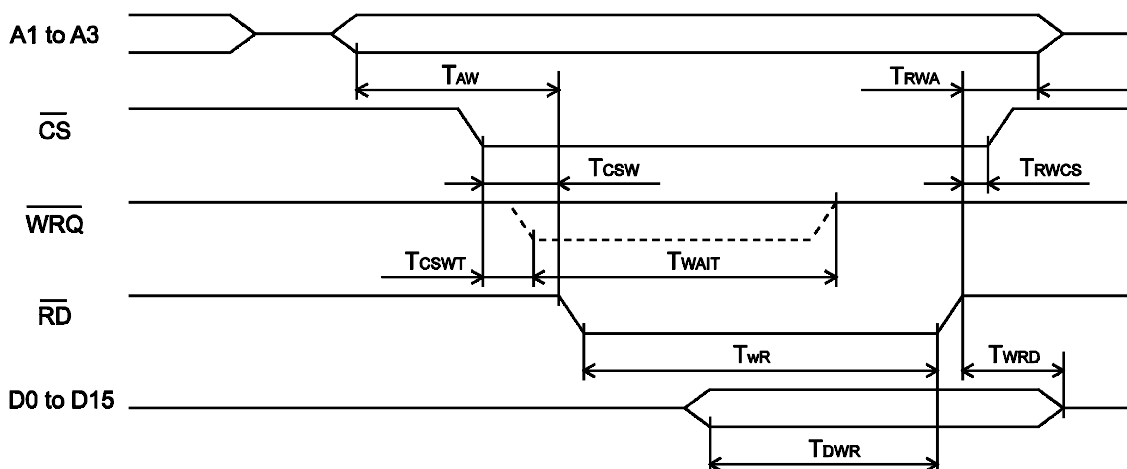 A1 to A3
TAW
TRWA
CS
TCSW
TRWCS
WRQ
TCSWT
TWAIT
RD
TWR
TWRD
D0 to D15
TDWR